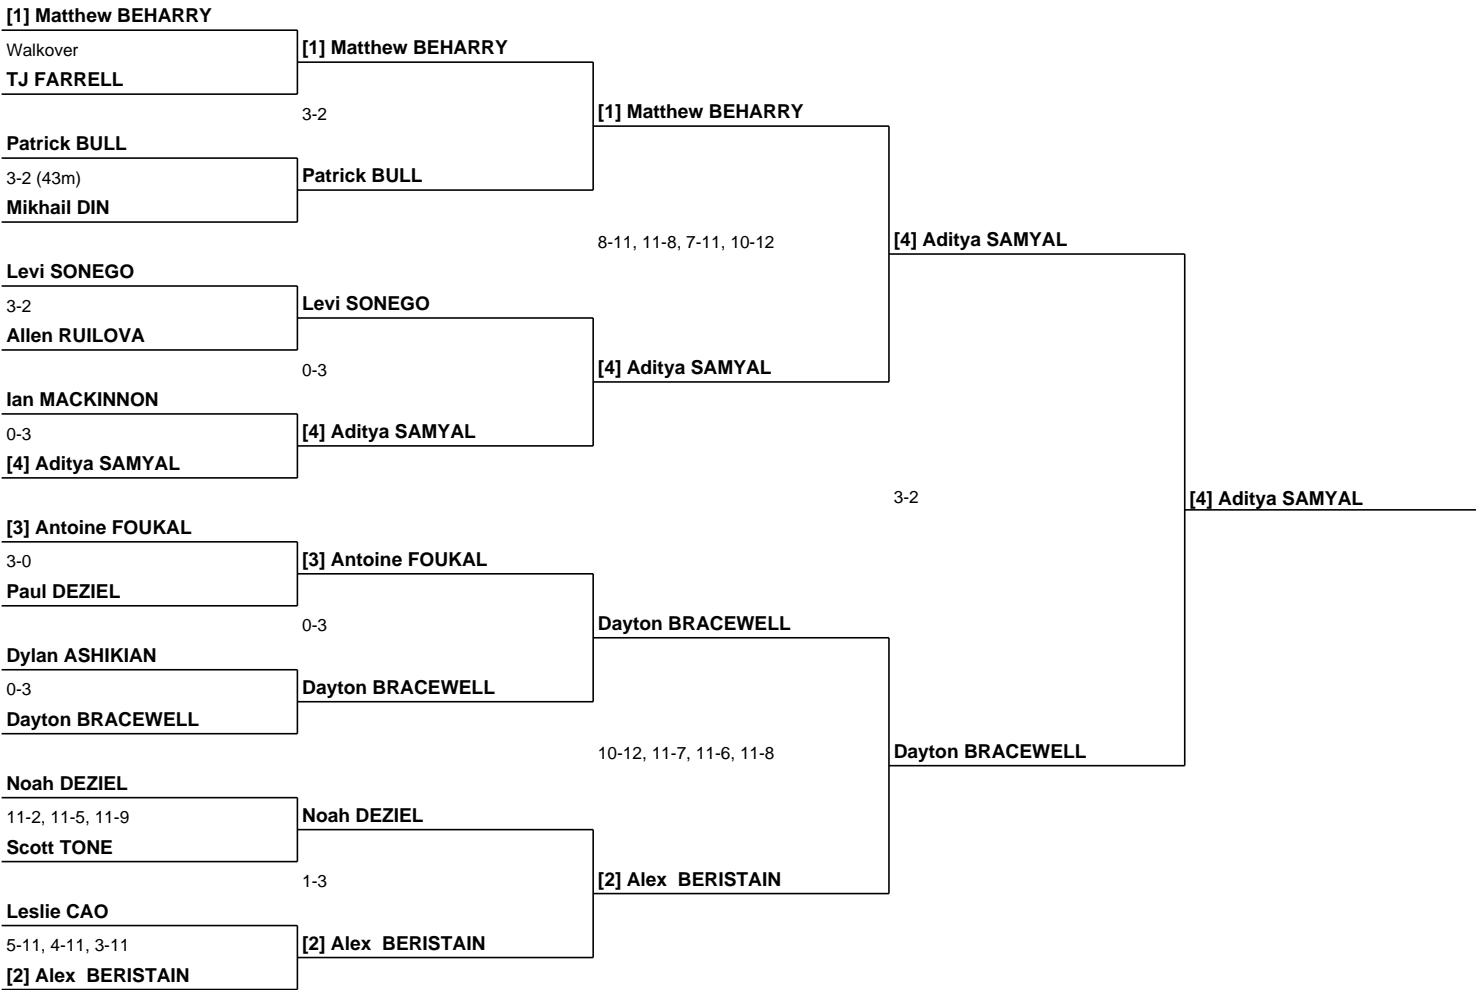 [1] Matthew BEHARRY
Walkover
TJ FARRELL
Patrick BULL
3-2 (43m)
Mikhail DIN
Levi SONEGO
3-2
Allen RUILOVA
Ian MACKINNON
0-3
[4] Aditya SAMYAL
[3] Antoine FOUKAL
3-0
Paul DEZIEL
Dylan ASHIKIAN
0-3
Dayton BRACEWELL
Noah DEZIEL
11-2, 11-5, 11-9
Scott TONE
Leslie CAO
5-11, 4-11, 3-11
[2] Alex  BERISTAIN
[1] Matthew BEHARRY
3-2
Patrick BULL
Levi SONEGO
0-3
[4] Aditya SAMYAL
[3] Antoine FOUKAL
0-3
Dayton BRACEWELL
Noah DEZIEL
1-3
[2] Alex  BERISTAIN
[1] Matthew BEHARRY
8-11, 11-8, 7-11, 10-12
[4] Aditya SAMYAL
Dayton BRACEWELL
10-12, 11-7, 11-6, 11-8
[2] Alex  BERISTAIN
[4] Aditya SAMYAL
3-2
Dayton BRACEWELL
[4] Aditya SAMYAL